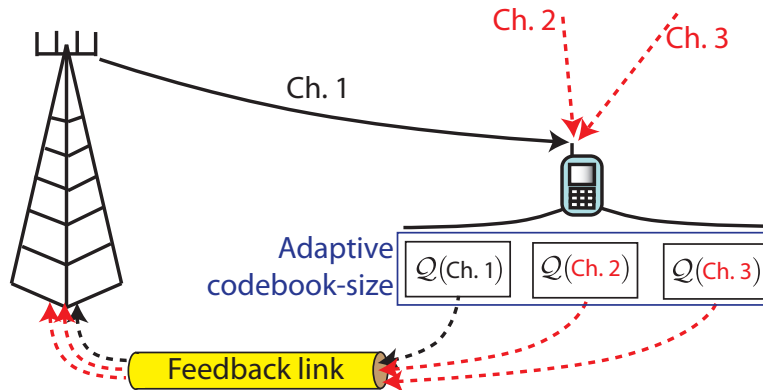 Ch. 2
Ch. 3
Ch. 1
Adaptive
codebook-size
𝒬(Ch. 1)
𝒬(Ch. 2)
𝒬(Ch. 3)
Feedback link